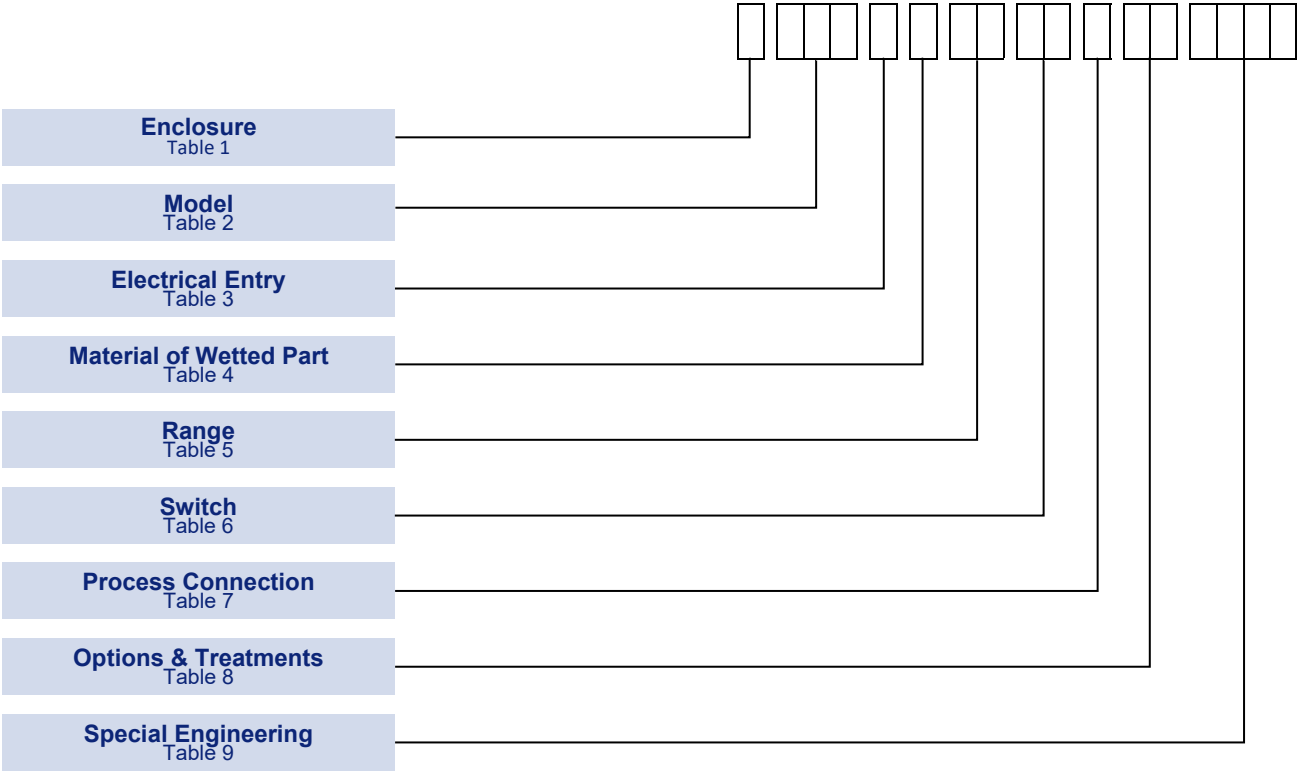 Enclosure
Table 1
Model
Table 2
Electrical Entry
Table 3
Material of Wetted Part
Table 4
Range
Table 5
Switch
Table 6
Process Connection
Table 7
Options & Treatments
Table 8
Special Engineering
Table 9